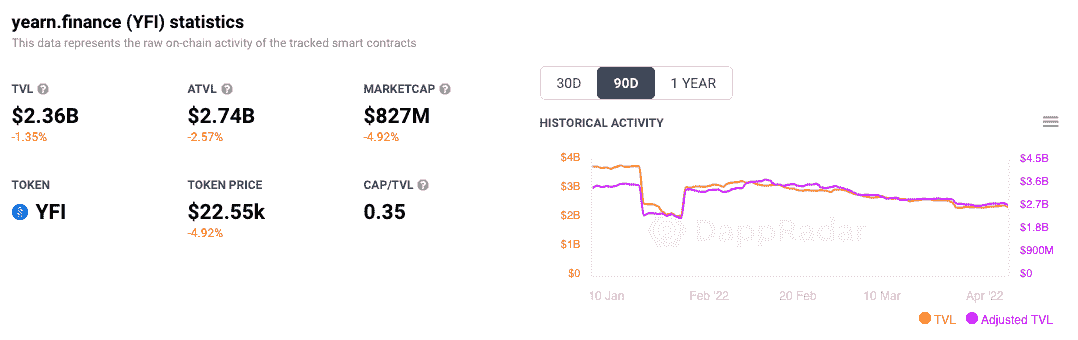 yearn.finance (YFI) statistics
This data represents the raw on-chain activity of the tracked smart contracts
TVL ?
$2.36B
-1.35%
ATVL ?
$2.74B
-2.57%
MARKETCAP ?
$827M
-4.92%
TOKEN
YFI
TOKEN PRICE
$22.55k
-4.92%
CAP/TVL ?
0.35
30D 90D 1 YEAR
HISTORICAL ACTIVITY
$4B
$3B
$2B
$1B
$0
$4.5B
$3.6B
$2.7B
$1.8B
$900M
$0
DappRadar
10 Jan Feb '22 20 Feb 10 Mar Apr '22
TVL Adjusted TVL